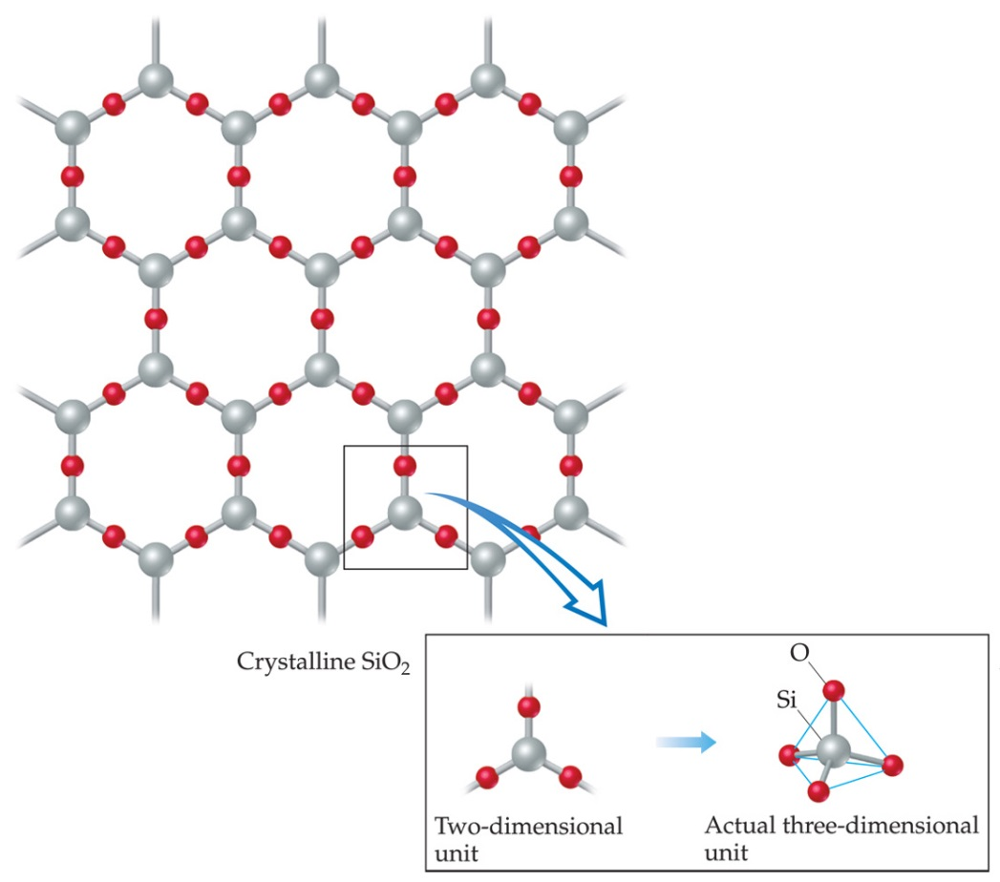 Crystalline SiO₂
O
Si
Two-dimensional
unit
Actual three-dimensional
unit